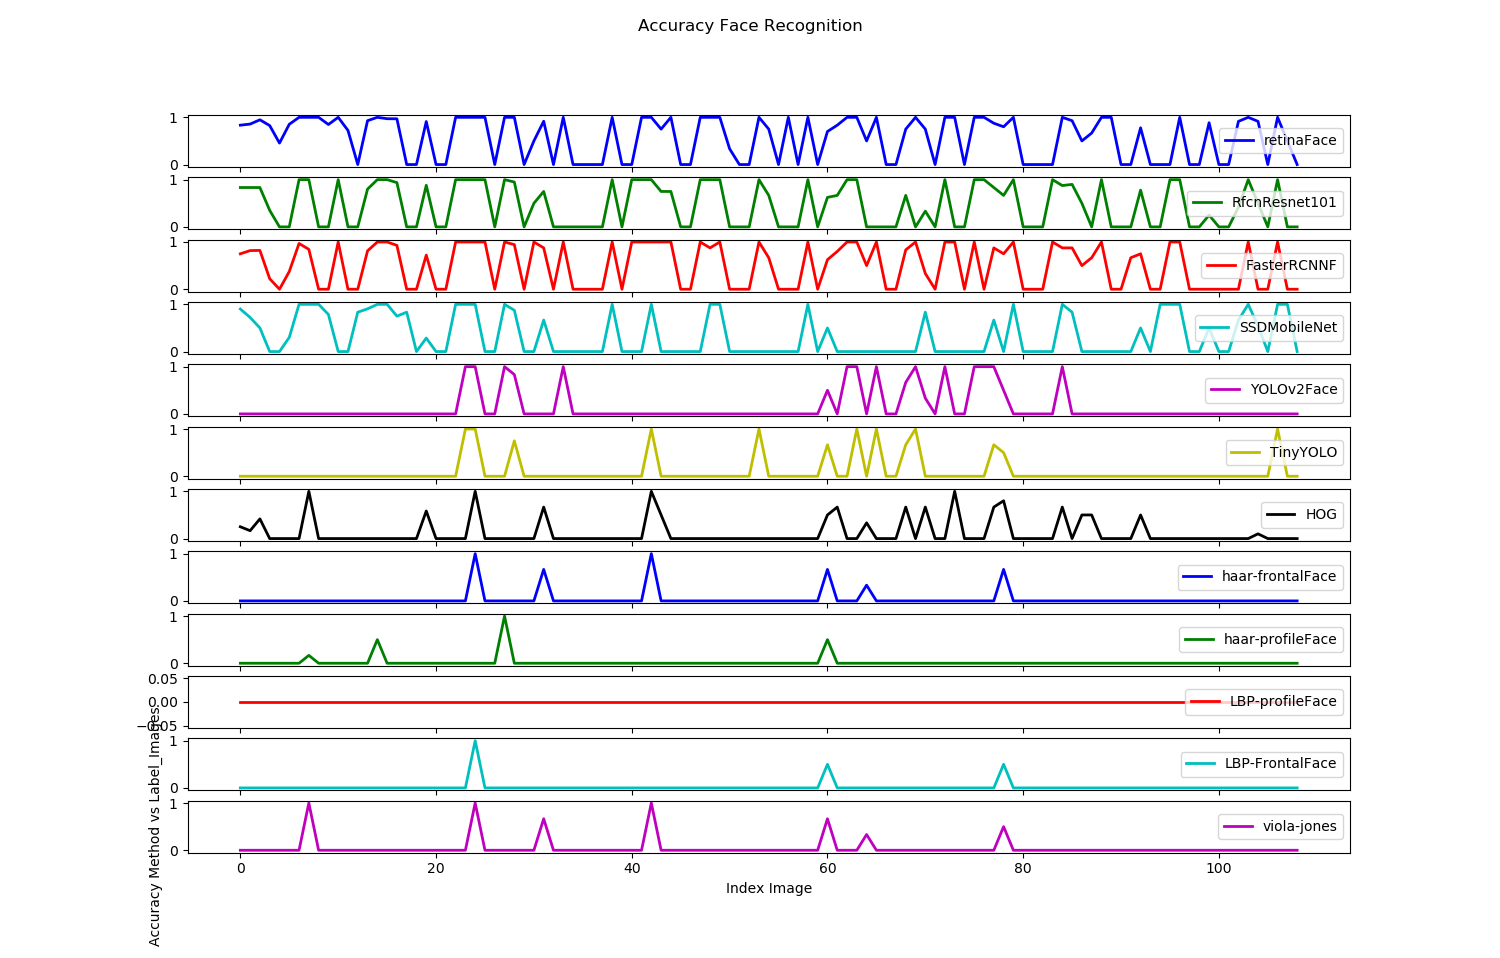 Accuracy Face Recognition
1
0
retinaFace
1
0
RfcnResnet101
1
0
FasterRCNNF
1
0
SSDMobileNet
1
0
YOLOv2Face
1
0
TinyYOLO
1
0
HOG
1
0
haar-frontalFace
1
0
haar-profileFace
0.05
0.00
−0.05
LBP-profileFace
1
0
LBP-FrontalFace
1
0
viola-jones
0 20 40 60 80 100
Index Image
Accuracy Method vs Label_Images